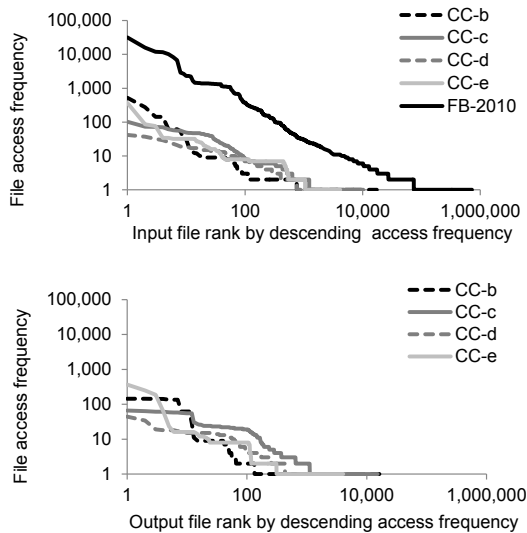 100,000
10,000
1,000
100
10
1
File access frequency
CC-b
CC-c
CC-d
CC-e
FB-2010
1 100 10,000 1,000,000
Input file rank by descending access frequency
100,000
10,000
1,000
100
10
1
File access frequency
CC-b
CC-c
CC-d
CC-e
1 100 10,000 1,000,000
Output file rank by descending access frequency